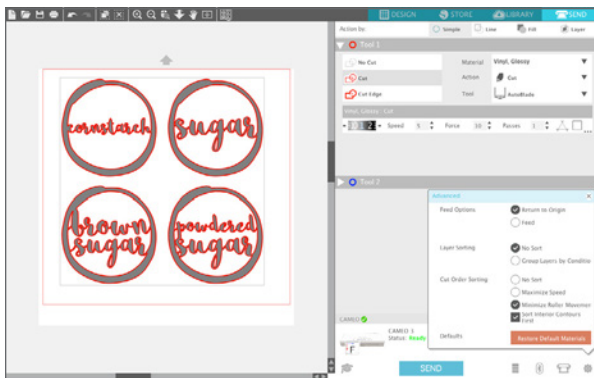 DESIGN STORE LIBRARY SEND
Action by: Simple Line Fill Layer
Tool 1
No Cut Material Vinyl, Glossy
Cut Action Cut
Cut Edge Tool AutoBlade
Vinyl, Glossy Cut
2 Speed 5 Force 10 Passes 1
Tool 2
cornstarch sugar
brown sugar
powdered sugar
Advanced
Feed Options Return to Origin
Feed
Layer Sorting No Sort
Group Layers by Conditio
Cut Order Sorting No Sort
Maximize Speed
Minimize Roller Movemen
Sort Interior Contours First
Defaults Restore Default Materials
CAMEO
CAMEO 3
Status: Ready
SEND